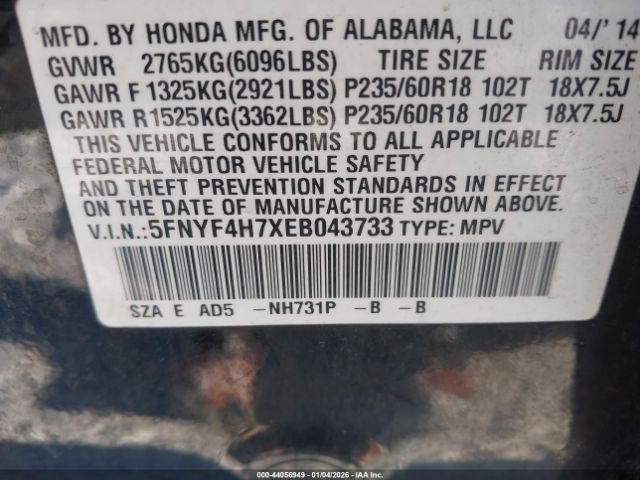 MFD. BY HONDA MFG. OF ALABAMA, LLC 04/'14
GVWR 2765KG(6096LBS) TIRE SIZE RIM SIZE
GAWR F 1325KG(2921LBS) P235/60R18 102T 18X7.5J
GAWR R1525KG(3362LBS) P235/60R18 102T 18X7.5J
THIS VEHICLE CONFORMS TO ALL APPLICABLE
FEDERAL MOTOR VEHICLE SAFETY
AND THEFT PREVENTION STANDARDS IN EFFECT
ON THE DATE OF MANUFACTURE SHOWN ABOVE.
V.I.N.:5FNYF4H7XEB043733 TYPE: MPV
SZA E AD5 -NH731P -B -B
000-44056949 - 01/04/2026 - IAA Inc.